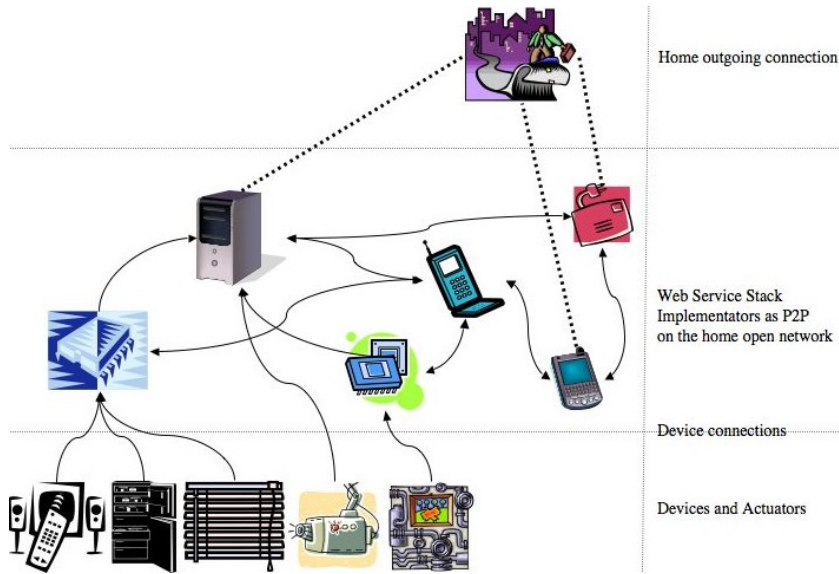 Home outgoing connection
Web Service Stack
Implementators as P2P
on the home open network
Device connections
Devices and Actuators